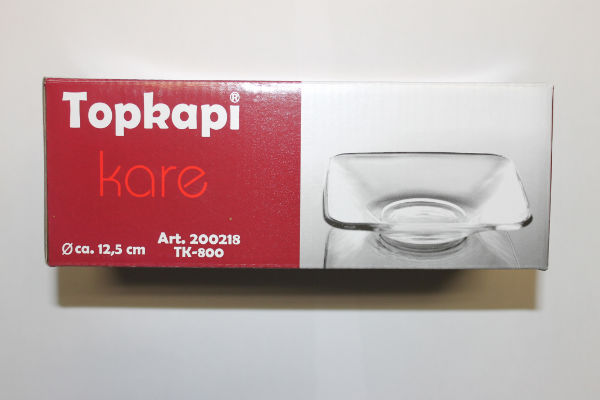 Topkapi®
kare
Ø ca. 12,5 cm
Art. 200218
TK-800